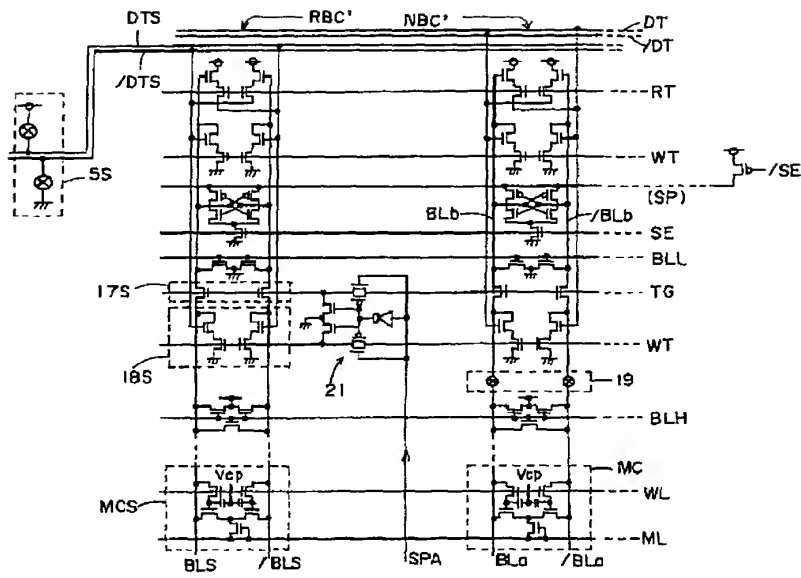 DTS RBC' NBC' DT
/DTS /DT
RT
5S WT /SE
(SP)
BLb /BLb
SE
BLL
17S TG
18S 21 WT
19
BLH
Vcp Vcp MC
MCS WL
ML
BLS /BLS SPA BLa /BLa